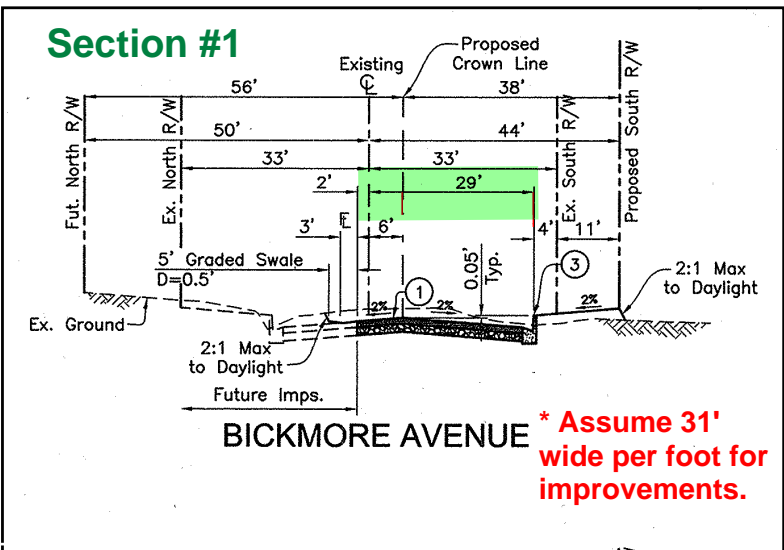 Section #1
Proposed
Crown Line
Existing
℄
56'
38'
Fut. North R/W
Ex. North R/W
Ex. South R/W
Proposed South R/W
50'
44'
33'
33'
2'
29'
3'
6'
4'
11'
5' Graded Swale
D=0.5'
0.05'
Typ.
1
3
2:1 Max
to Daylight
2%
2%
2%
Ex. Ground
2:1 Max
to Daylight
Future Imps.
BICKMORE AVENUE
* Assume 31'
wide per foot for
improvements.